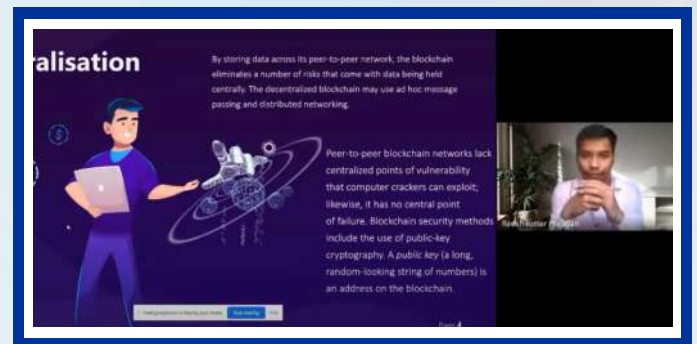 ralisation
By storing data across its peer-to-peer network, the blockchain
eliminates a number of risks that come with data being held
centrally. The decentralized blockchain may use ad hoc message
passing and distributed networking.
Peer-to-peer blockchain networks lack
centralized points of vulnerability
that computer crackers can exploit;
likewise, it has no central point
of failure. Blockchain security methods
include the use of public-key
cryptography. A public key (a long,
random-looking string of numbers) is
an address on the blockchain.
Stop sharing
Page 4